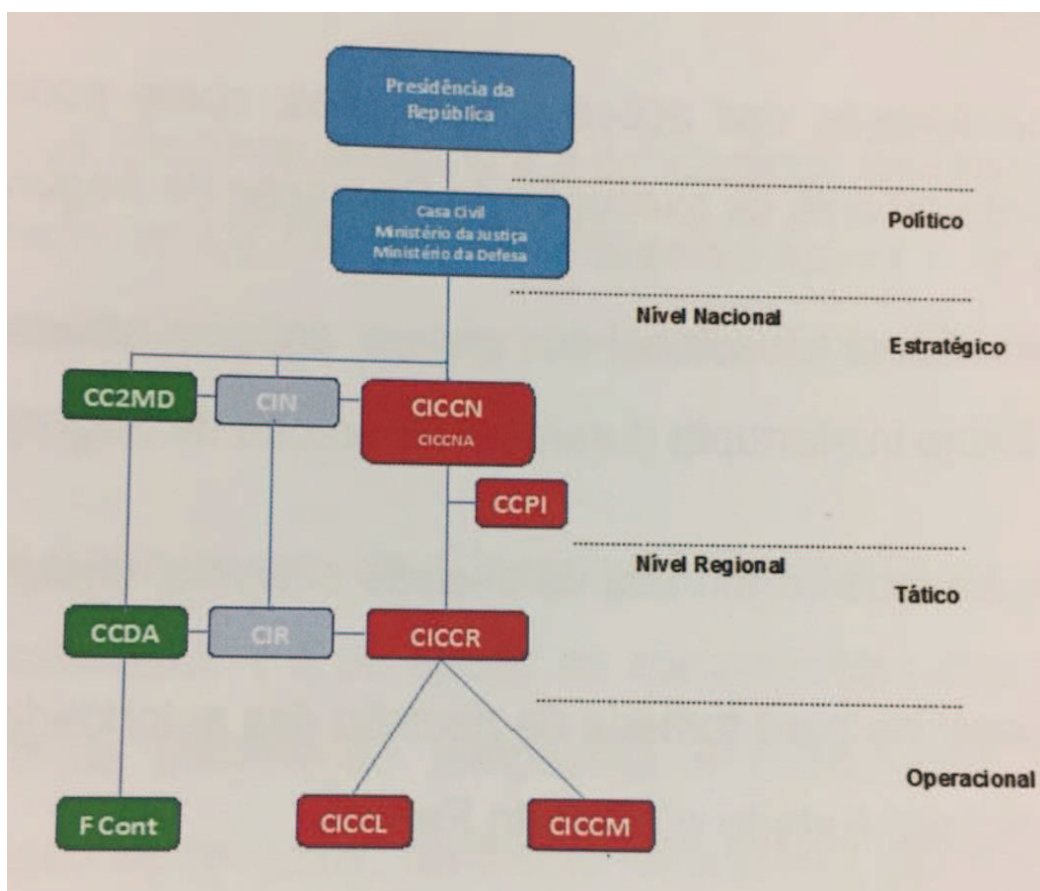 Presidência da
República
Casa Civil
Ministério da Justiça
Ministério da Defesa
Político
Nível Nacional
Estratégico
CC2MD
CIN
CICCN
CICCNA
CCPI
Nível Regional
Tático
CCDA
CIR
CICCR
Operacional
F Cont
CICCL
CICCM